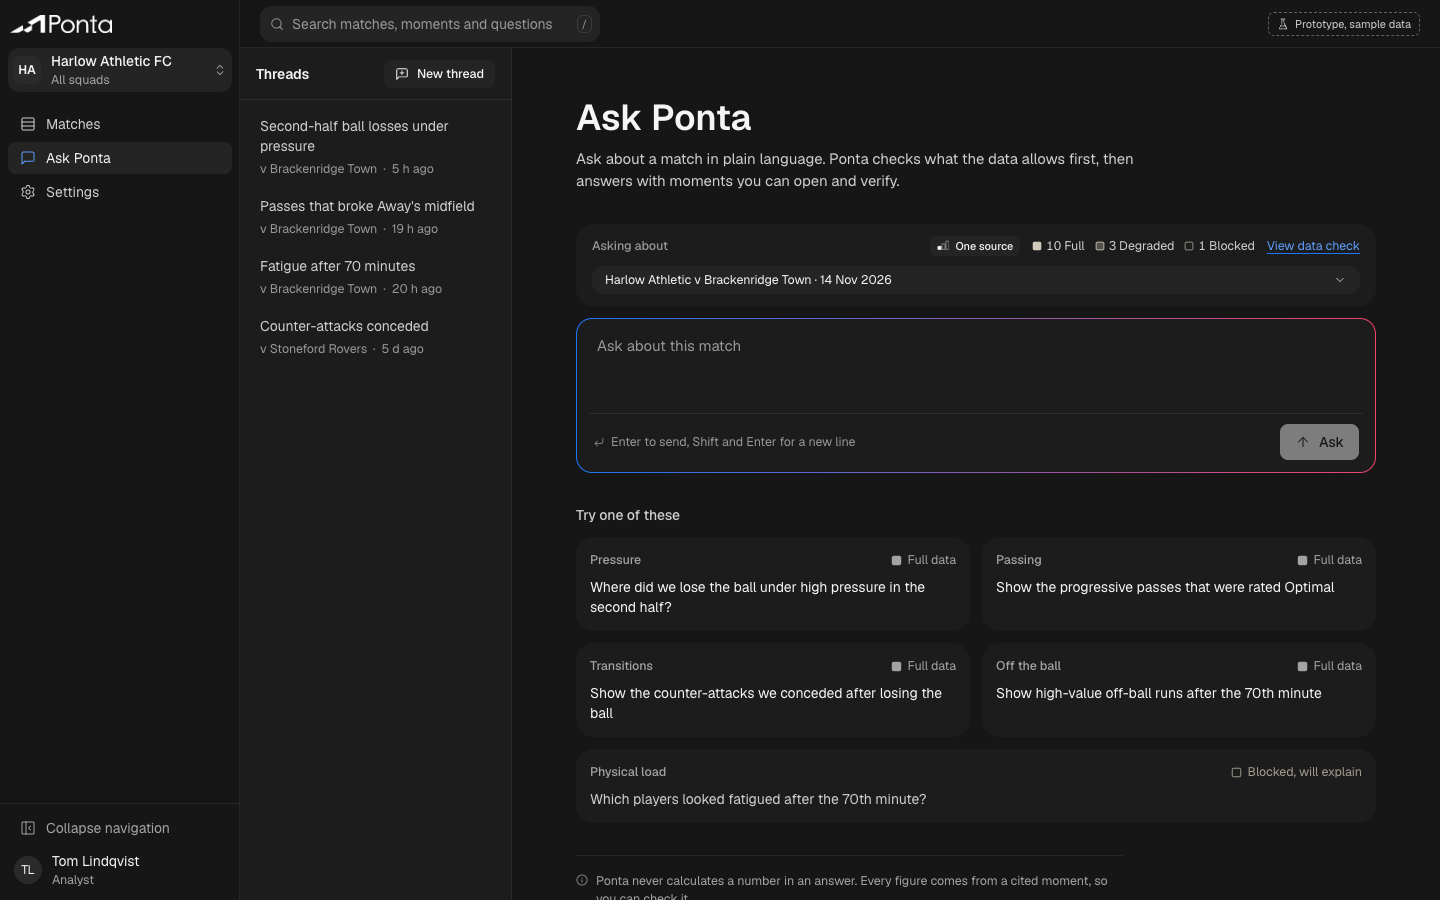 Ponta
HA
Harlow Athletic FC
All squads
Matches
Ask Ponta
Settings
Collapse navigation
TL
Tom Lindqvist
Analyst
Search matches, moments and questions
/
Prototype, sample data
Threads
New thread
Second-half ball losses under
pressure
v Brackenridge Town · 5 h ago
Passes that broke Away's midfield
v Brackenridge Town · 19 h ago
Fatigue after 70 minutes
v Brackenridge Town · 20 h ago
Counter-attacks conceded
v Stoneford Rovers · 5 d ago
Ask Ponta
Ask about a match in plain language. Ponta checks what the data allows first, then
answers with moments you can open and verify.
Asking about
One source
10 Full
3 Degraded
1 Blocked
View data check
Harlow Athletic v Brackenridge Town · 14 Nov 2026
Ask about this match
Enter to send, Shift and Enter for a new line
Ask
Try one of these
Pressure
Full data
Where did we lose the ball under high pressure in the
second half?
Passing
Full data
Show the progressive passes that were rated Optimal
Transitions
Full data
Show the counter-attacks we conceded after losing the
ball
Off the ball
Full data
Show high-value off-ball runs after the 70th minute
Physical load
Blocked, will explain
Which players looked fatigued after the 70th minute?
Ponta never calculates a number in an answer. Every figure comes from a cited moment, so
you can check it